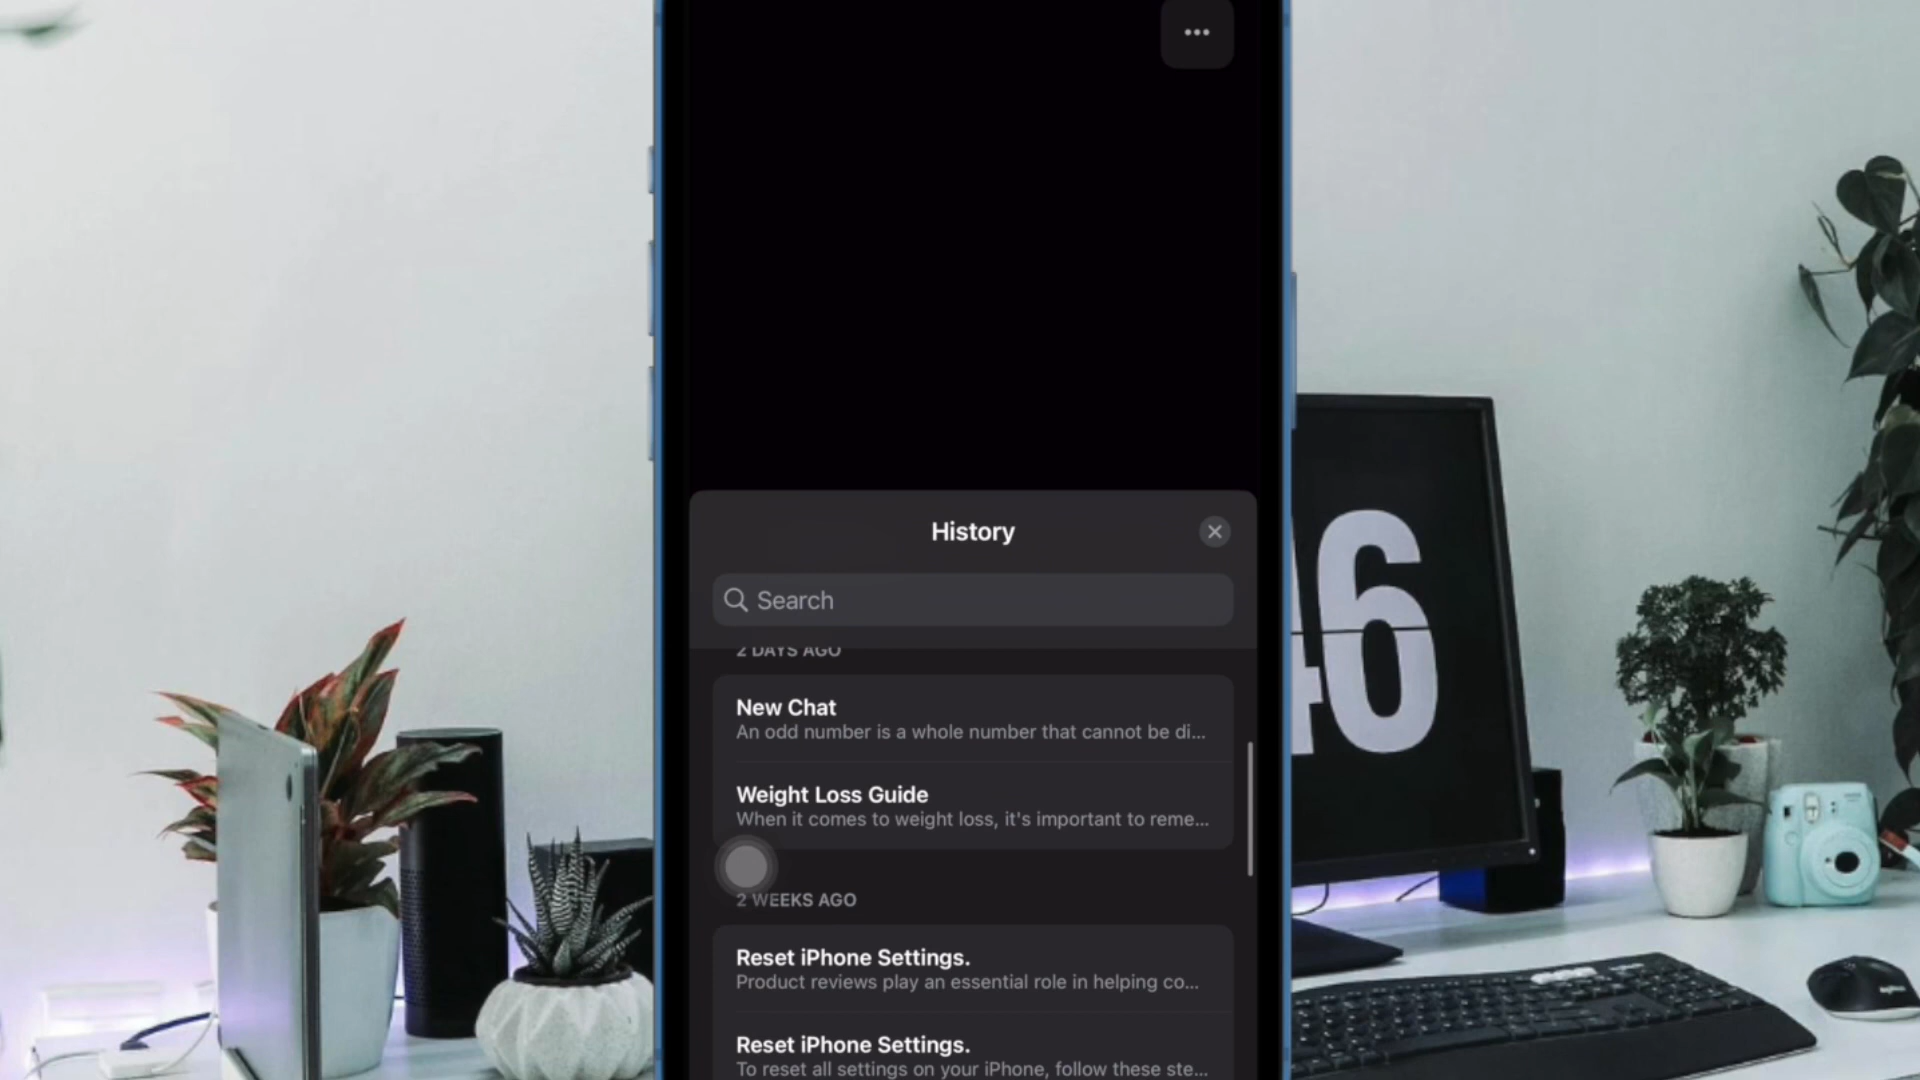 History
Search
2 DAYS AGO
New Chat
An odd number is a whole number that cannot be di...
Weight Loss Guide
When it comes to weight loss, it's important to reme...
2 WEEKS AGO
Reset iPhone Settings.
Product reviews play an essential role in helping co...
Reset iPhone Settings.
To reset all settings on your iPhone, follow these ste...
46